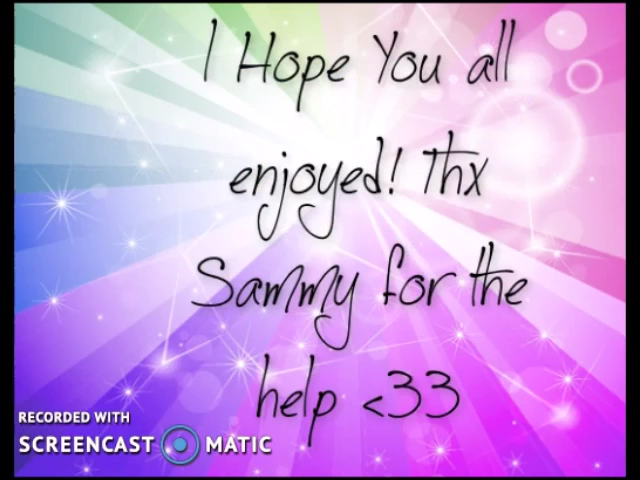 I Hope You all
enjoyed! Thx
Sammy for the
help <33
RECORDED WITH
SCREENCAST MATIC